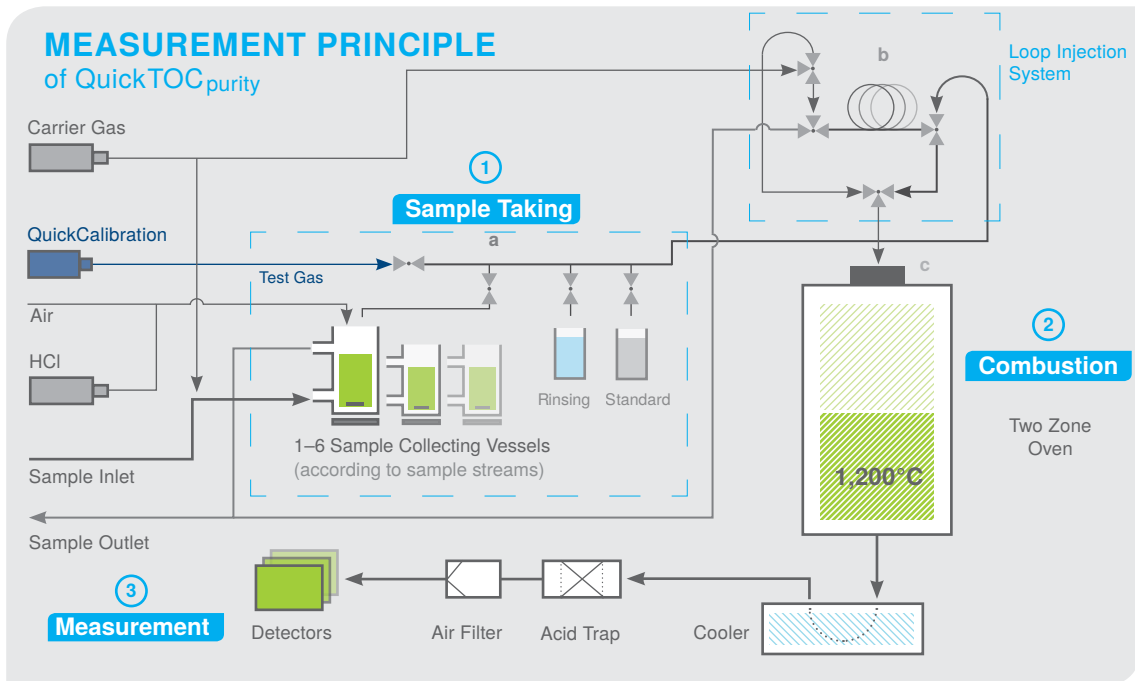 MEASUREMENT PRINCIPLE
of QuickTOCpurity
b
Loop Injection
System
Carrier Gas
1
Sample Taking
QuickCalibration
a
Test Gas
c
Air
2
HCl
Combustion
Rinsing
Standard
Two Zone
Oven
1–6 Sample Collecting Vessels
(according to sample streams)
1,200°C
Sample Inlet
Sample Outlet
3
Measurement
Detectors
Air Filter
Acid Trap
Cooler